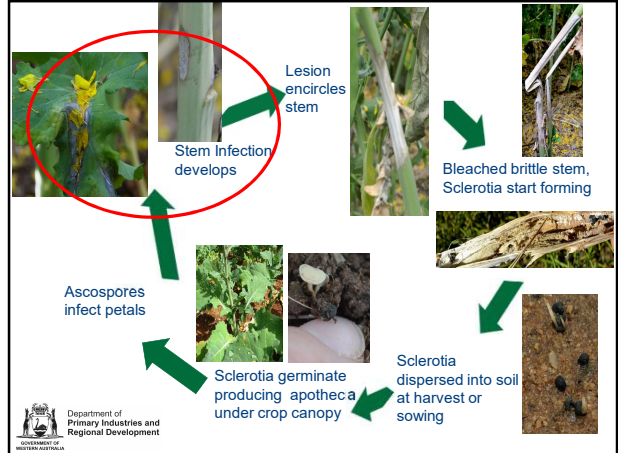 Lesion
encircles
stem
Stem Infection
develops
Bleached brittle stem,
Sclerotia start forming
Ascospores
infect petals
Sclerotia germinate
producing apothec a
under crop canopy
Sclerotia
dispersed into soil
at harvest or
sowing
Department of
Primary Industries and
Regional Development
GOVERNMENT OF
WESTERN AUSTRALIA